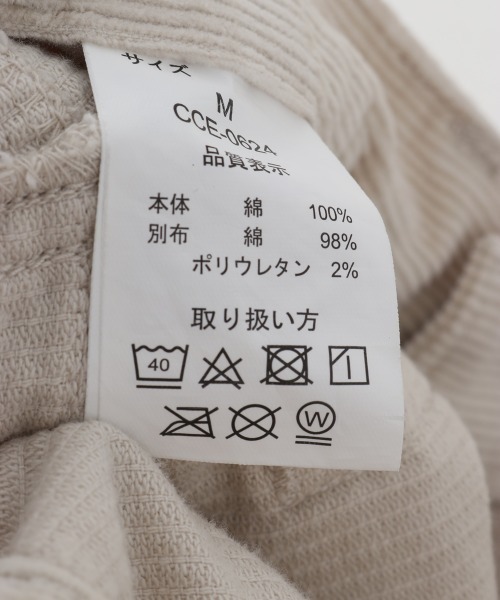 サイズ
M
CCE-0624
品質表示
本体 綿 100%
別布 綿 98%
ポリウレタン 2%
取り扱い方
40
W